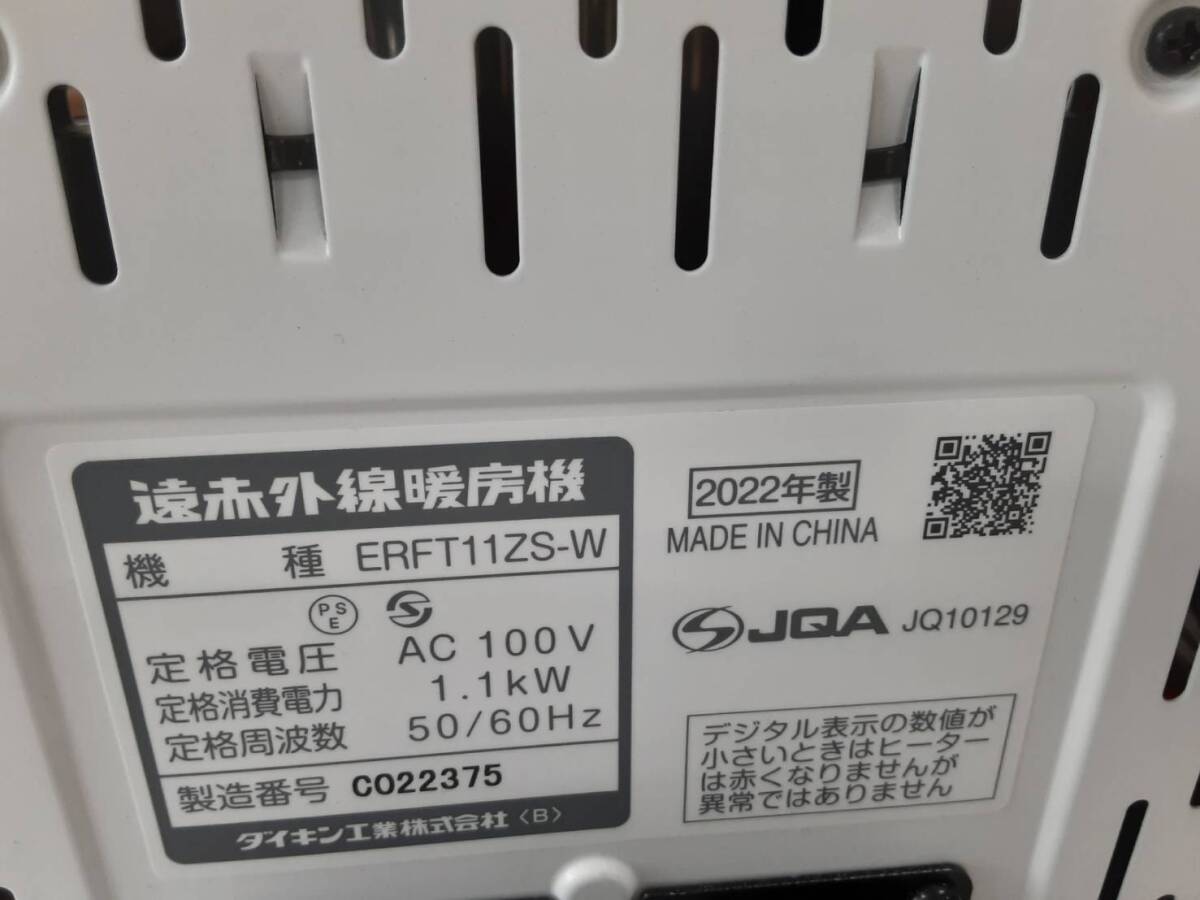 遠赤外線暖房機
機種 ERFT11ZS-W
PSE
定格電圧 AC 100V
定格消費電力 1.1kW
定格周波数 50/60Hz
製造番号 C022375
ダイキン工業株式会社〈B〉
2022年製
MADE IN CHINA
JQA JQ10129
デジタル表示の数値が
小さいときはヒーター
は赤くなりませんが
異常ではありません